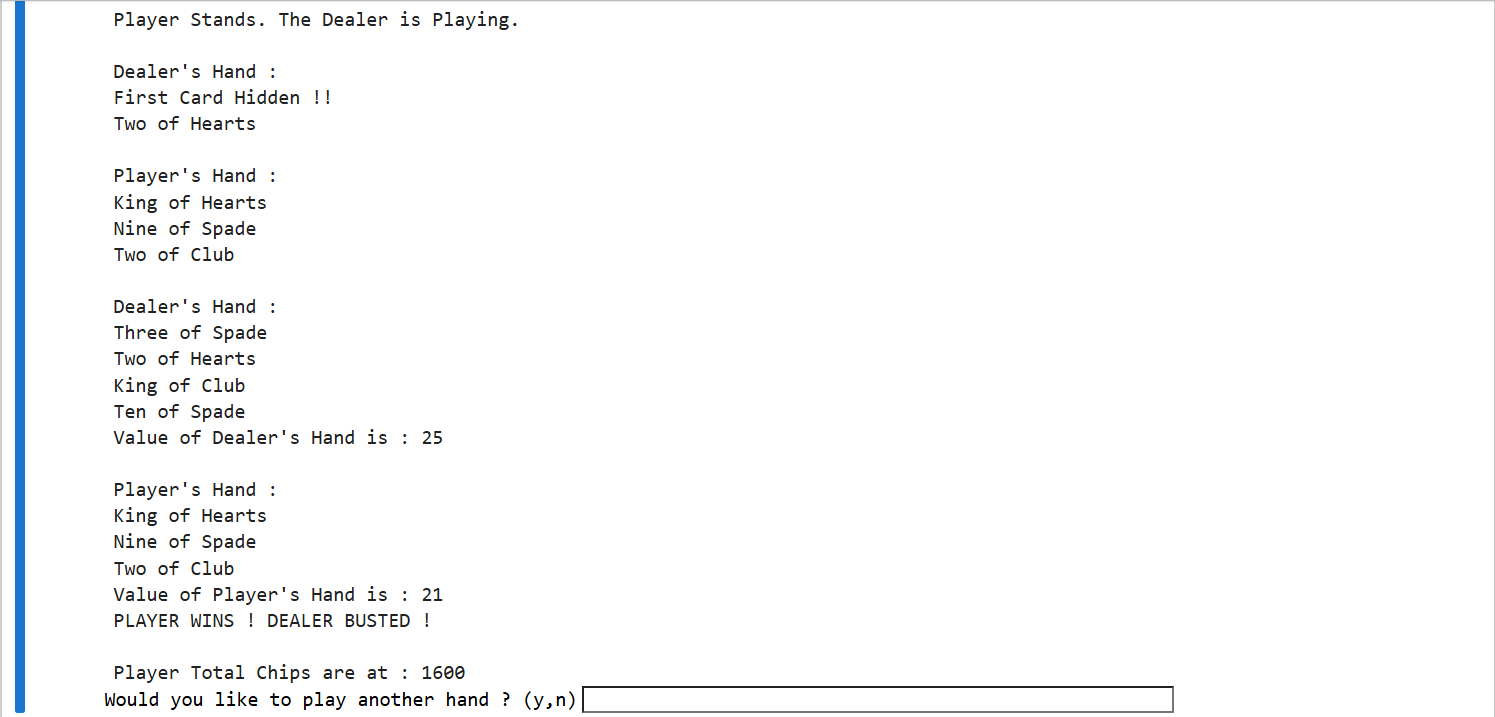 Player Stands. The Dealer is Playing.
Dealer's Hand :
First Card Hidden !!
Two of Hearts
Player's Hand :
King of Hearts
Nine of Spade
Two of Club
Dealer's Hand :
Three of Spade
Two of Hearts
King of Club
Ten of Spade
Value of Dealer's Hand is : 25
Player's Hand :
King of Hearts
Nine of Spade
Two of Club
Value of Player's Hand is : 21
PLAYER WINS ! DEALER BUSTED !
Player Total Chips are at : 1600
Would you like to play another hand ? (y,n)